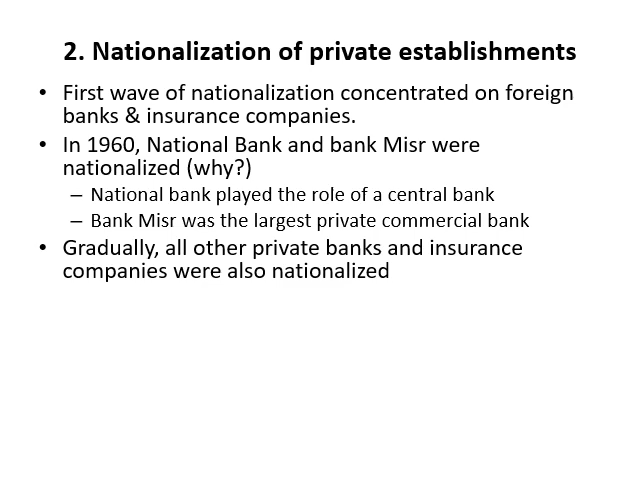 2. Nationalization of private establishments
• First wave of nationalization concentrated on foreign
banks & insurance companies.
• In 1960, National Bank and bank Misr were
nationalized (why?)
– National bank played the role of a central bank
– Bank Misr was the largest private commercial bank
• Gradually, all other private banks and insurance
companies were also nationalized